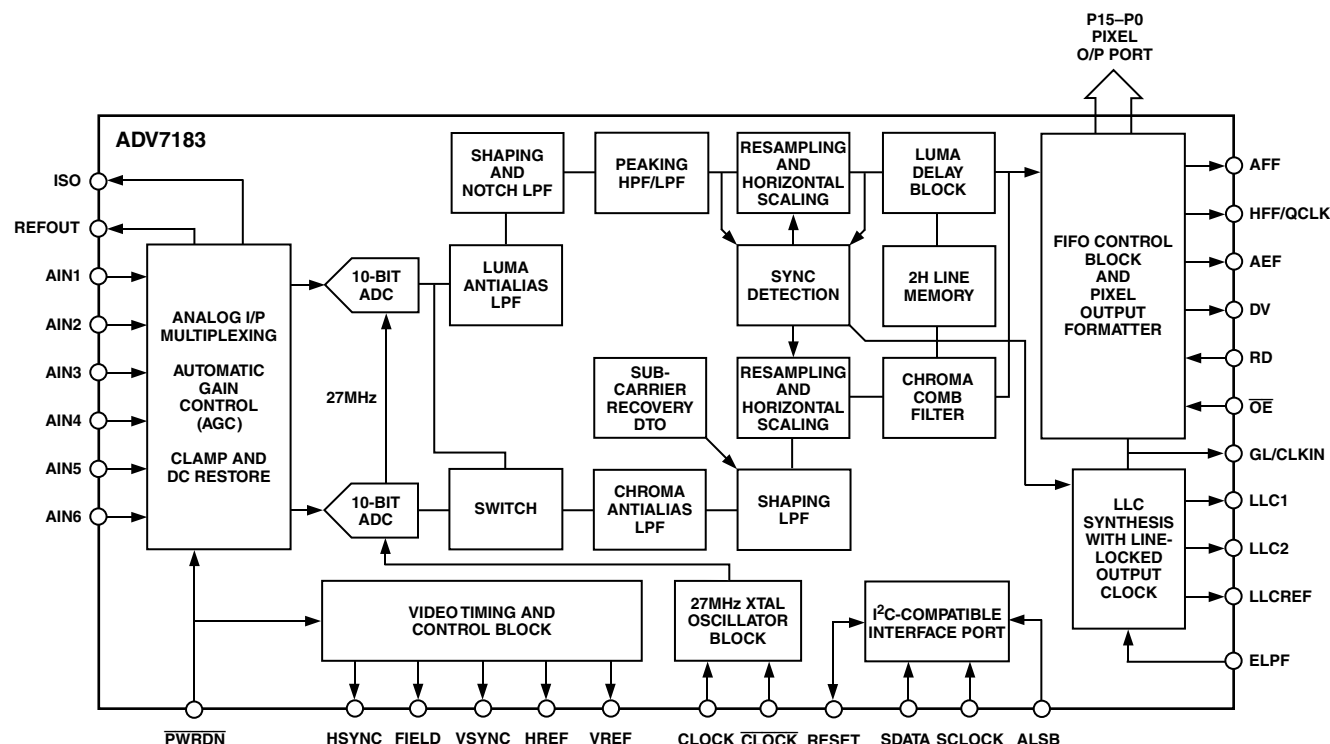 P15–P0
PIXEL
O/P PORT
ADV7183
ISO
REFOUT
AIN1
AIN2
AIN3
AIN4
AIN5
AIN6
ANALOG I/P
MULTIPLEXING
AUTOMATIC
GAIN
CONTROL
(AGC)
CLAMP AND
DC RESTORE
10-BIT
ADC
27MHz
10-BIT
ADC
SHAPING
AND
NOTCH LPF
LUMA
ANTIALIAS
LPF
SWITCH
PEAKING
HPF/LPF
SUB-
CARRIER
RECOVERY
DTO
CHROMA
ANTIALIAS
LPF
RESAMPLING
AND
HORIZONTAL
SCALING
SYNC
DETECTION
RESAMPLING
AND
HORIZONTAL
SCALING
SHAPING
LPF
LUMA
DELAY
BLOCK
2H LINE
MEMORY
CHROMA
COMB
FILTER
FIFO CONTROL
BLOCK
AND
PIXEL
OUTPUT
FORMATTER
LLC
SYNTHESIS
WITH LINE-
LOCKED
OUTPUT
CLOCK
AFF
HFF/QCLK
AEF
DV
RD
O̅E̅
GL/CLKIN
LLC1
LLC2
LLCREF
ELPF
VIDEO TIMING AND
CONTROL BLOCK
27MHz XTAL
OSCILLATOR
BLOCK
I²C-COMPATIBLE
INTERFACE PORT
P̅W̅R̅D̅N̅
HSYNC
FIELD
VSYNC
HREF
VREF
CLOCK
C̅L̅O̅C̅K̅
RESET
SDATA
SCLOCK
ALSB